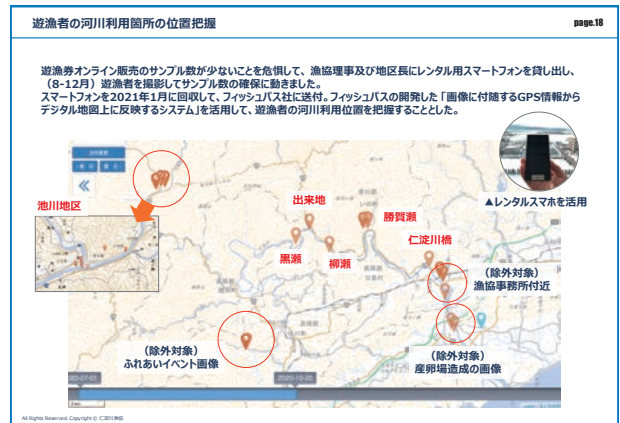 遊漁者の河川利用箇所の位置把握
page.18
遊漁券オンライン販売のサンプル数が少ないことを危惧して、漁協理事及び地区長にレンタル用スマートフォンを貸し出し、
（8-12月）遊漁者を撮影してサンプル数の確保に動きました。
スマートフォンを2021年1月に回収して、フィッシュパス社に送付。フィッシュパスの開発した「画像に付随するGPS情報から
デジタル地図上に反映するシステム」を活用して、遊漁者の河川利用位置を把握することとした。
▲レンタルスマホを活用
池川地区
出来地
勝賀瀬
仁淀川橋
黒瀬
柳瀬
（除外対象）
漁協事務所付近
（除外対象）
ふれあいイベント画像
（除外対象）
産卵場造成の画像
2020-10-20
All Rights Reserved. Copyright © 仁淀川漁協